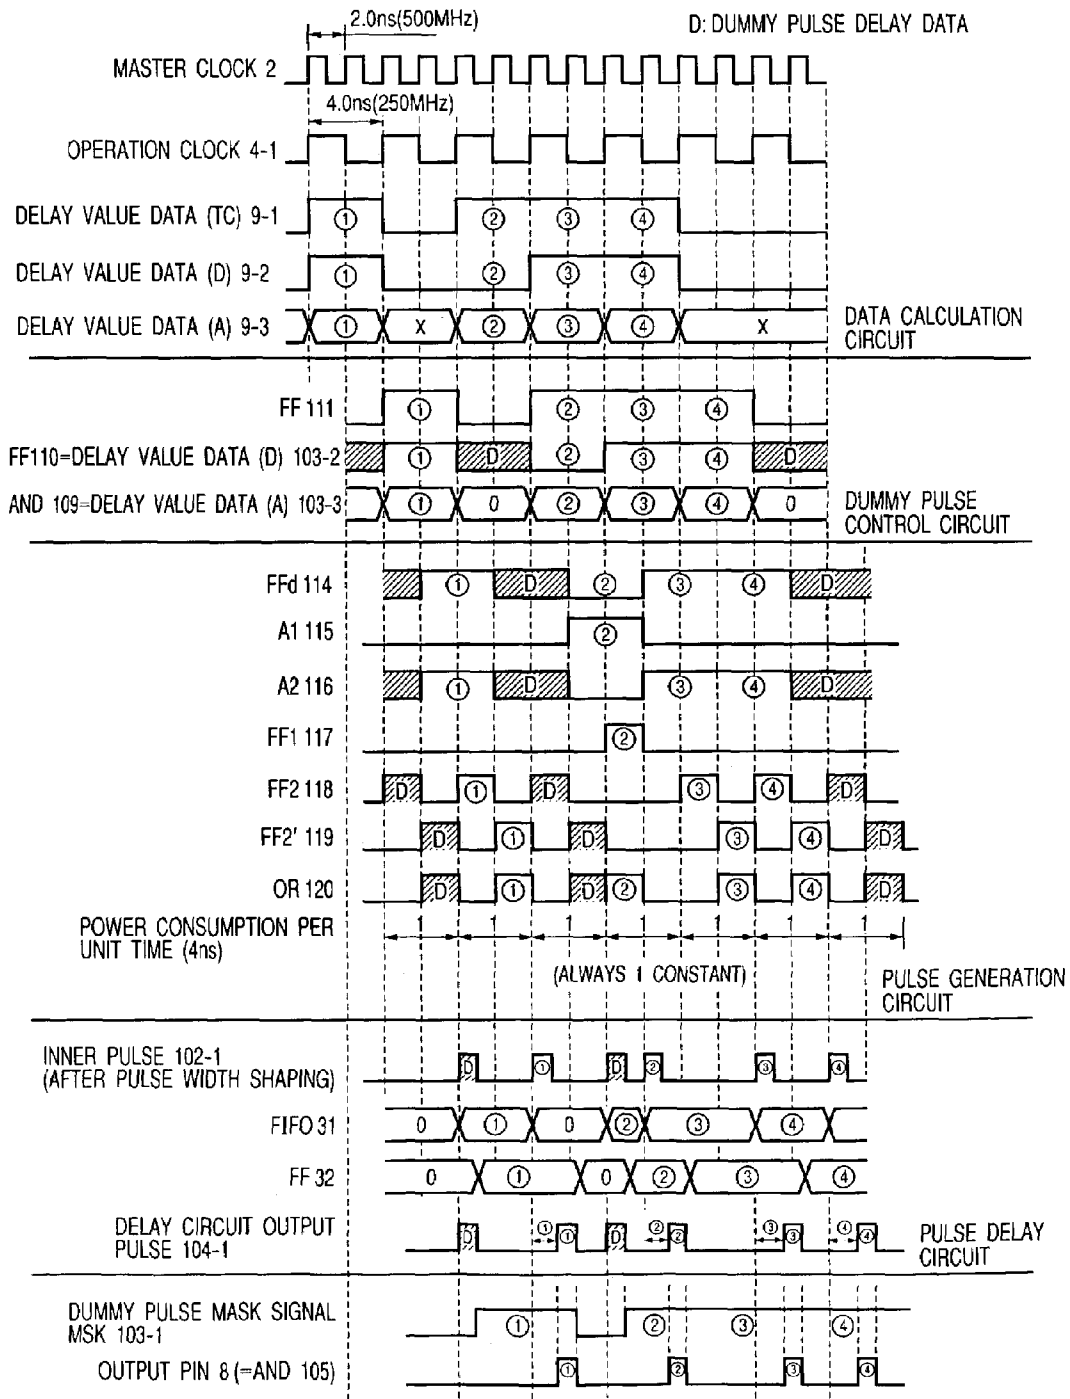 2.0ns(500MHz)
D: DUMMY PULSE DELAY DATA
MASTER CLOCK 2
4.0ns(250MHz)
OPERATION CLOCK 4-1
DELAY VALUE DATA (TC) 9-1 ① ② ③ ④
DELAY VALUE DATA (D) 9-2 ① ② ③ ④
DELAY VALUE DATA (A) 9-3 ① X ② ③ ④ X
DATA CALCULATION
CIRCUIT
FF 111 ① ② ③ ④
FF110=DELAY VALUE DATA (D) 103-2 ① D ② ③ ④ D
AND 109=DELAY VALUE DATA (A) 103-3 ① 0 ② ③ ④ 0
DUMMY PULSE
CONTROL CIRCUIT
FFd 114 ① D ② ③ ④ D
A1 115 ②
A2 116 ① D ③ ④ D
FF1 117 ②
FF2 118 D ① D ③ ④ D
FF2' 119 D ① D ③ ④ D
OR 120 D ① D ② ③ ④ D
POWER CONSUMPTION PER
UNIT TIME (4ns)
1 1 1 1 1 1 1
(ALWAYS 1 CONSTANT)
PULSE GENERATION
CIRCUIT
INNER PULSE 102-1
(AFTER PULSE WIDTH SHAPING)
D ① D ② ③ ④
FIFO 31 0 ① 0 ② ③ ④
FF 32 0 ① 0 ② ③ ④
DELAY CIRCUIT OUTPUT
PULSE 104-1
D ① ① D ② ② ③ ③ ④ ④
PULSE DELAY
CIRCUIT
DUMMY PULSE MASK SIGNAL
MSK 103-1
① ② ③ ④
OUTPUT PIN 8 (=AND 105) ① ② ③ ④